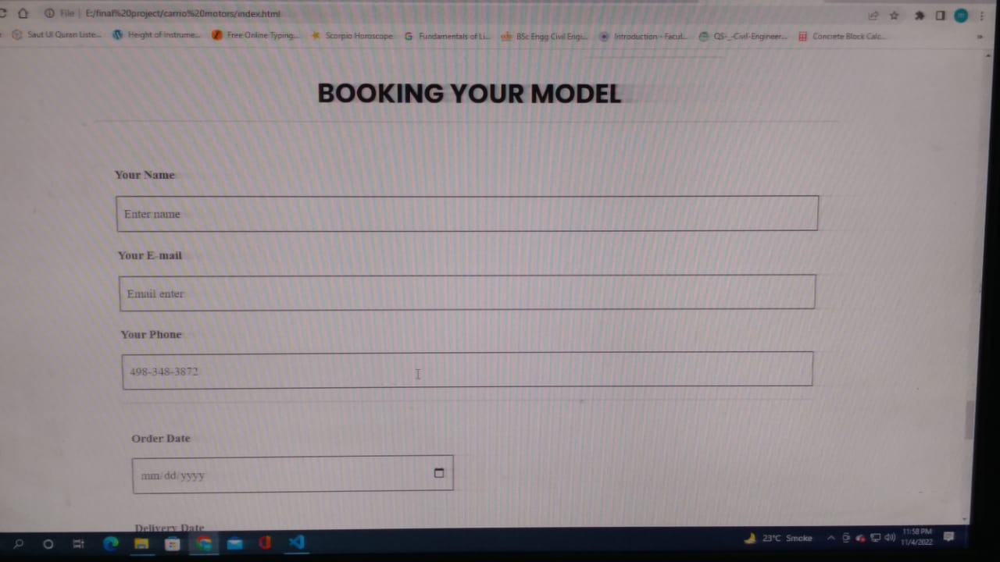 File | E:/final%20project/carrio%20motors/index.html
Saut Ul Quran Liste... Height of Instrume... Free Online Typing... Scorpio Horoscope Fundamentals of Li... BSc Engg Civil Engi... Introduction - Facul... QS-_-Civil-Engineer... Concrete Block Calc...
BOOKING YOUR MODEL
Your Name
Enter name
Your E-mail
Email enter
Your Phone
498-348-3872
Order Date
mm/dd/yyyy
Delivery Date
23°C Smoke
11:58 PM
11/4/2022